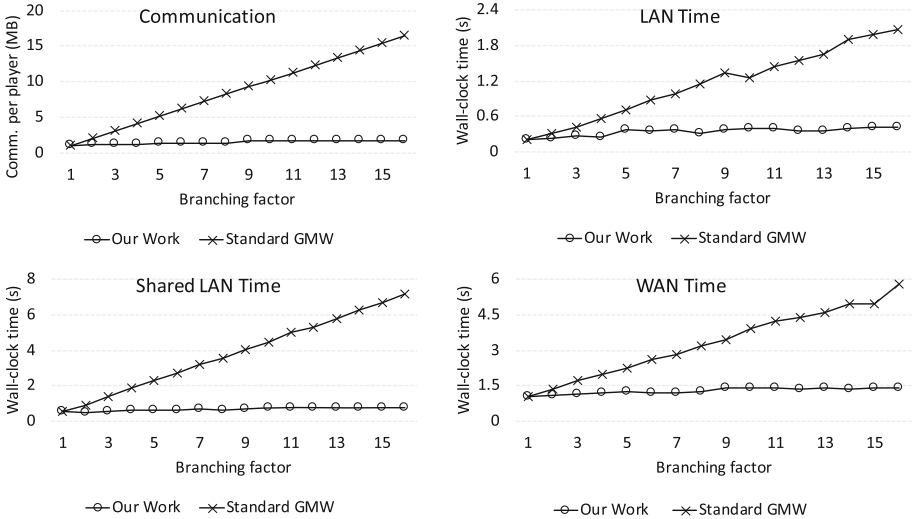 Communication
Comm. per player (MB)
20
15
10
5
0
1 3 5 7 9 11 13 15
Branching factor
Our Work Standard GMW
LAN Time
Wall-clock time (s)
2.4
1.8
1.2
0.6
0
1 3 5 7 9 11 13 15
Branching factor
Our Work Standard GMW
Shared LAN Time
Wall-clock time (s)
8
6
4
2
0
1 3 5 7 9 11 13 15
Branching factor
Our Work Standard GMW
WAN Time
Wall-clock time (s)
6
4.5
3
1.5
0
1 3 5 7 9 11 13 15
Branching factor
Our Work Standard GMW